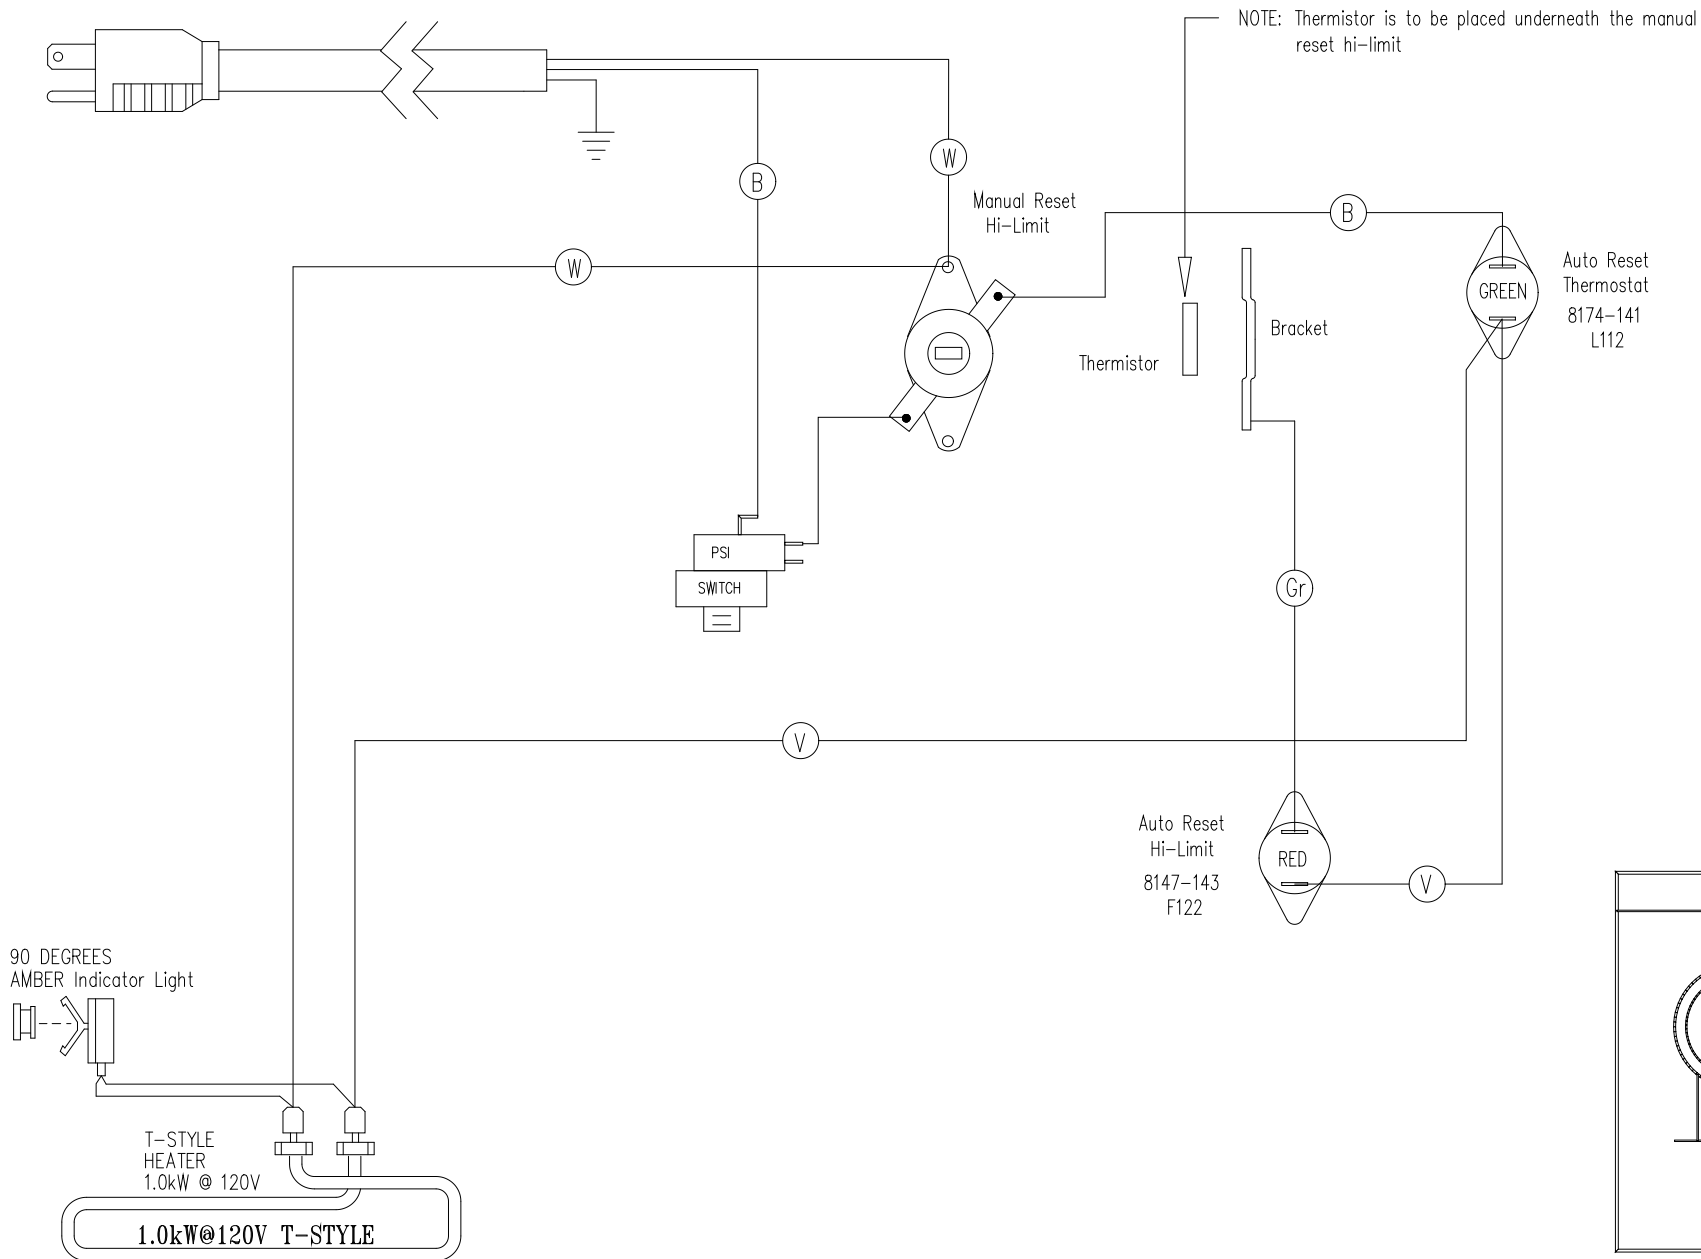 NOTE: Thermistor is to be placed underneath the manual
reset hi-limit
W
B
Manual Reset
Hi-Limit
B
W
GREEN
Auto Reset
Thermostat
8174-141
L112
Bracket
Thermistor
PSI
SWITCH
Gr
V
Auto Reset
Hi-Limit
8147-143
F122
RED
V
90 DEGREES
AMBER Indicator Light
T-STYLE
HEATER
1.0kW @ 120V
1.0kW@120V T-STYLE